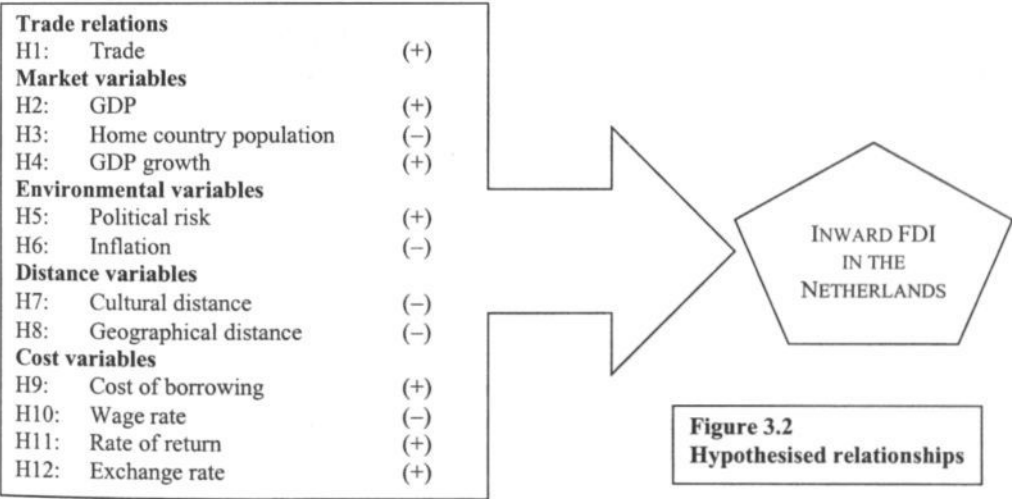 Trade relations
H1: Trade (+)
Market variables
H2: GDP (+)
H3: Home country population (−)
H4: GDP growth (+)
Environmental variables
H5: Political risk (+)
H6: Inflation (−)
Distance variables
H7: Cultural distance (−)
H8: Geographical distance (−)
Cost variables
H9: Cost of borrowing (+)
H10: Wage rate (−)
H11: Rate of return (+)
H12: Exchange rate (+)
INWARD FDI
IN THE
NETHERLANDS
Figure 3.2
Hypothesised relationships